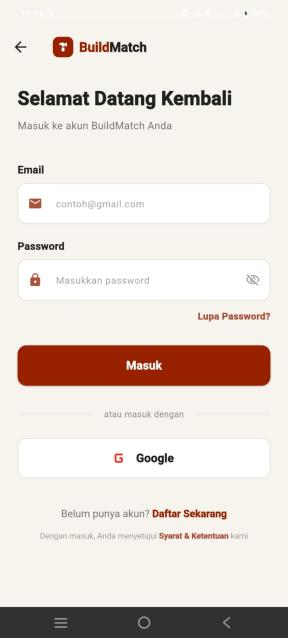 BuildMatch
Selamat Datang Kembali
Masuk ke akun BuildMatch Anda
Email
contoh@gmail.com
Password
Masukkan password
Lupa Password?
Masuk
atau masuk dengan
G Google
Belum punya akun? Daftar Sekarang
Dengan masuk, Anda menyetujui Syarat & Ketentuan kami